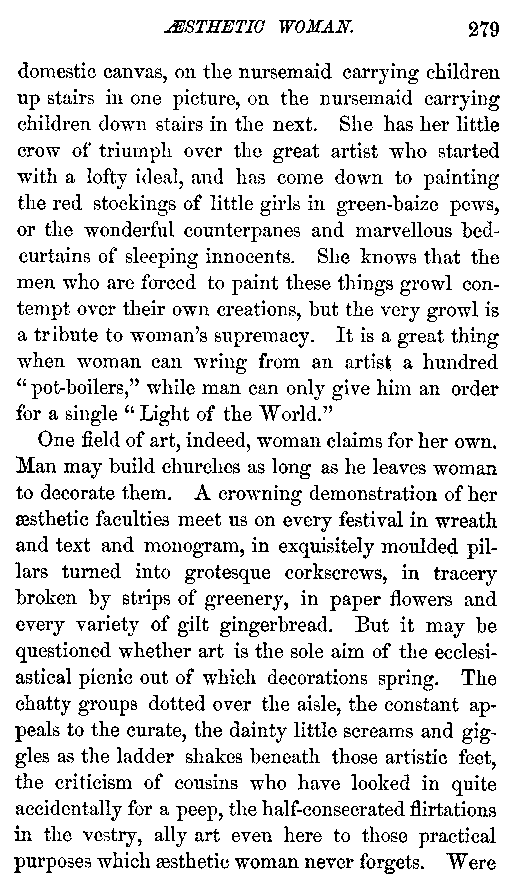 ÆSTHETIC WOMAN. 279
domestic canvas, on the nursemaid carrying children
up stairs in one picture, on the nursemaid carrying
children down stairs in the next. She has her little
crow of triumph over the great artist who started
with a lofty ideal, and has come down to painting
the red stockings of little girls in green-baize pews,
or the wonderful counterpanes and marvellous bed-
curtains of sleeping innocents. She knows that the
men who are forced to paint these things growl con-
tempt over their own creations, but the very growl is
a tribute to woman's supremacy. It is a great thing
when woman can wring from an artist a hundred
"pot-boilers," while man can only give him an order
for a single "Light of the World."
One field of art, indeed, woman claims for her own.
Man may build churches as long as he leaves woman
to decorate them. A crowning demonstration of her
æsthetic faculties meet us on every festival in wreath
and text and monogram, in exquisitely moulded pil-
lars turned into grotesque corkscrews, in tracery
broken by strips of greenery, in paper flowers and
every variety of gilt gingerbread. But it may be
questioned whether art is the sole aim of the ecclesi-
astical picnic out of which decorations spring. The
chatty groups dotted over the aisle, the constant ap-
peals to the curate, the dainty little screams and gig-
gles as the ladder shakes beneath those artistic feet,
the criticism of cousins who have looked in quite
accidentally for a peep, the half-consecrated flirtations
in the vestry, ally art even here to those practical
purposes which æsthetic woman never forgets. Were